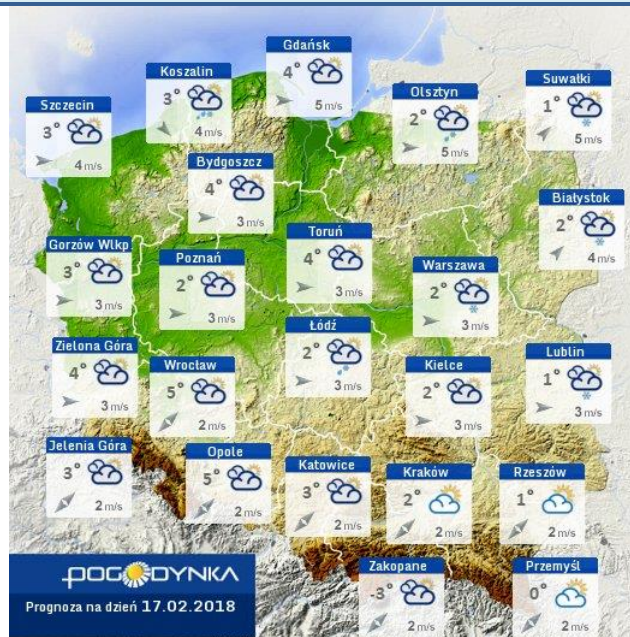 Gdańsk
4°
5 m/s
Koszalin
3°
4 m/s
Suwałki
1°
5 m/s
Olsztyn
2°
5 m/s
Szczecin
3°
4 m/s
Bydgoszcz
4°
3 m/s
Białystok
2°
4 m/s
Toruń
4°
3 m/s
Gorzów Wlkp
3°
3 m/s
Poznań
2°
3 m/s
Warszawa
2°
3 m/s
Łódź
2°
3 m/s
Zielona Góra
4°
3 m/s
Lublin
1°
3 m/s
Wrocław
5°
2 m/s
Kielce
2°
3 m/s
Jelenia Góra
3°
2 m/s
Opole
5°
2 m/s
Katowice
3°
2 m/s
Kraków
2°
2 m/s
Rzeszów
1°
2 m/s
Zakopane
-3°
2 m/s
Przemyśl
0°
2 m/s
POGODYNKA
Prognoza na dzień 17.02.2018